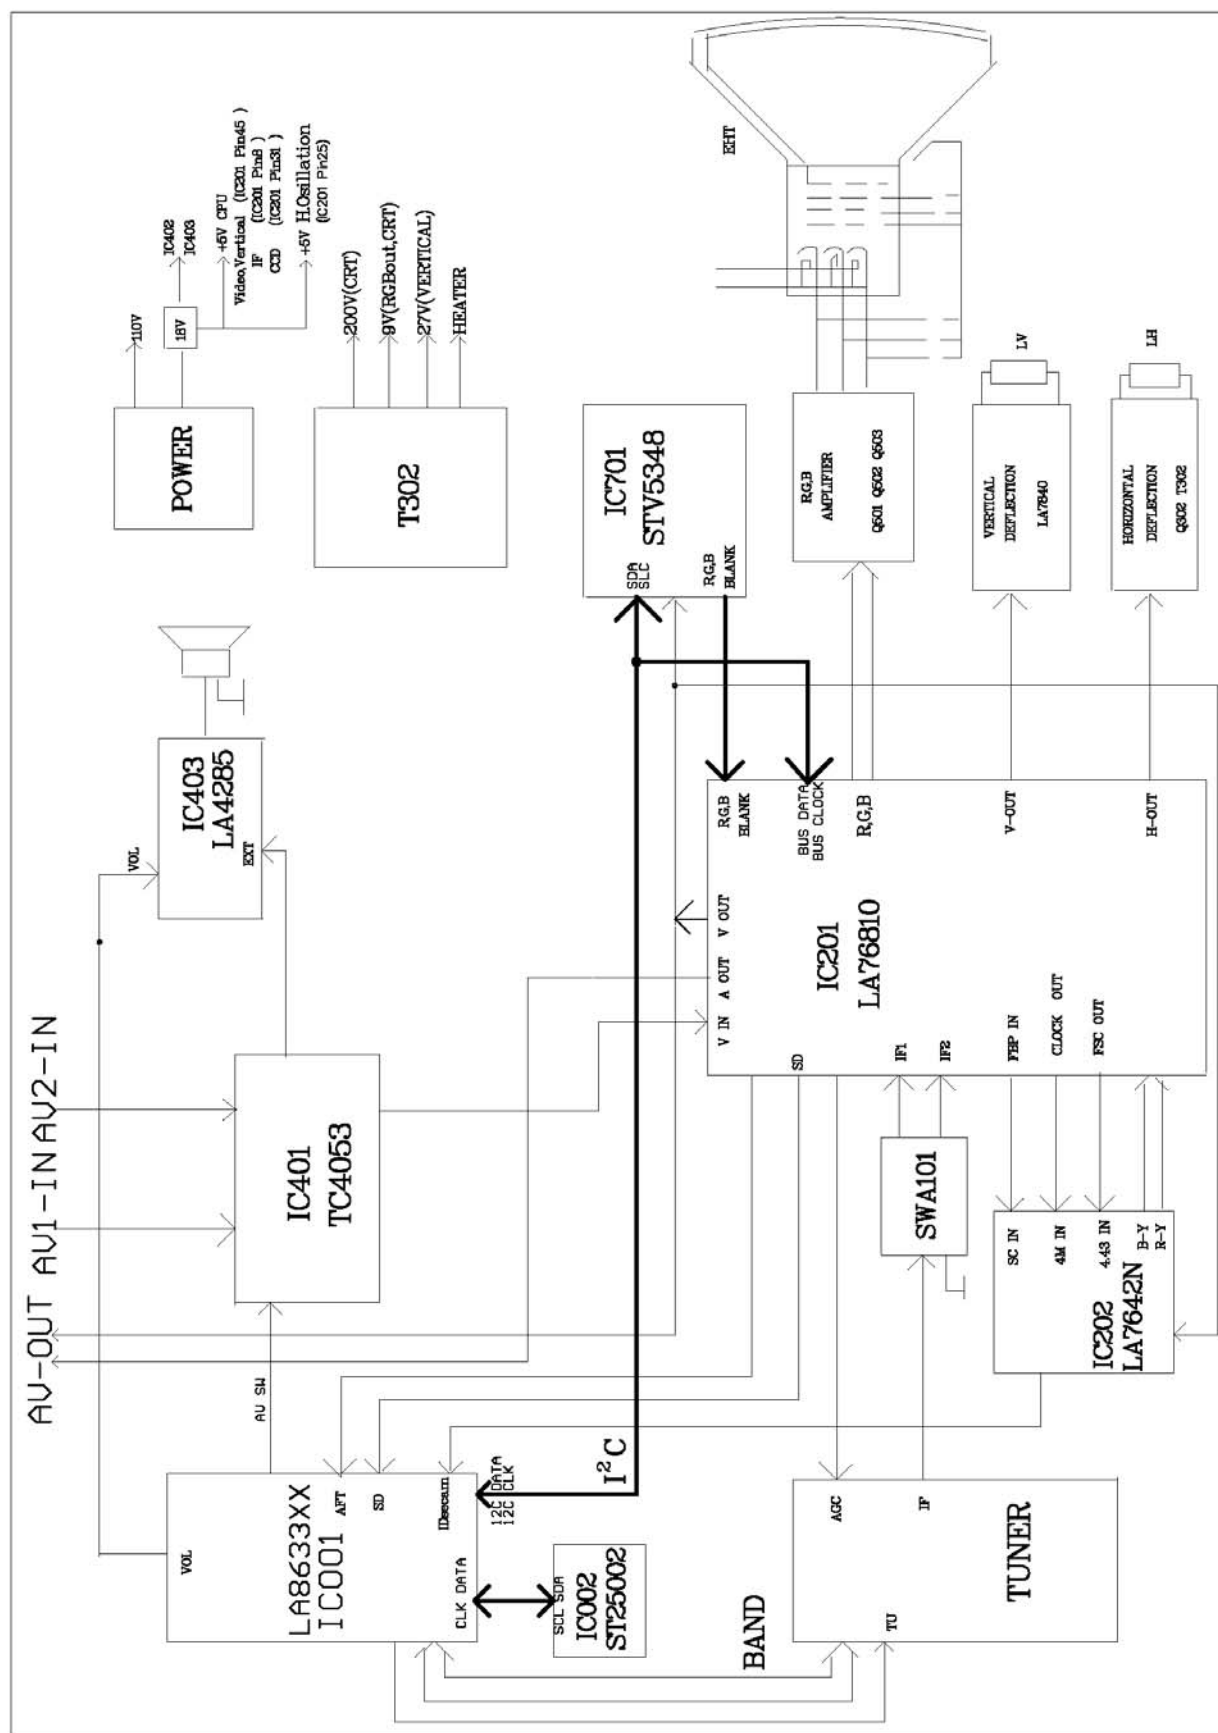 AV-OUT AV1-IN AV2-IN
VOL
LA8633XX
IC001
AFT
SD
IDsecam
CLK DATA
12C DATA
I2C CLK
SCL SDA
IC002
ST25002
I²C
AV SW
IC401
TC4053
VOL
IC403
LA4285
EXT
POWER
110V
18V
IC402
IC403
+5V CPU
Video,Vertical (IC201 Pin45)
IF (IC201 Pin8)
CCD (IC201 Pin31)
+5V H.Osillation
(IC201 Pin25)
T302
200V(CRT)
9V(RGBout,CRT)
27V(VERTICAL)
HEATER
IC701
STV5348
SDA
SLC
R,G,B
BLANK
EHT
R,G,B
AMPLIFIER
Q501 Q502 Q503
VERTICAL
DEFLECTION
LA7840
LV
HORIZONTAL
DEFLECTION
Q302 T302
LH
V IN A OUT V OUT
R,G,B
BLANK
BUS DATA
BUS CLOCK
R,G,B
V-OUT
H-OUT
IC201
LA76810
SD
IF1
IF2
FBP IN
CLOCK OUT
FSC OUT
SWA101
SC IN
4M IN
4.43 IN
B-Y
R-Y
IC202
LA7642N
BAND
AGC
IF
TU
TUNER